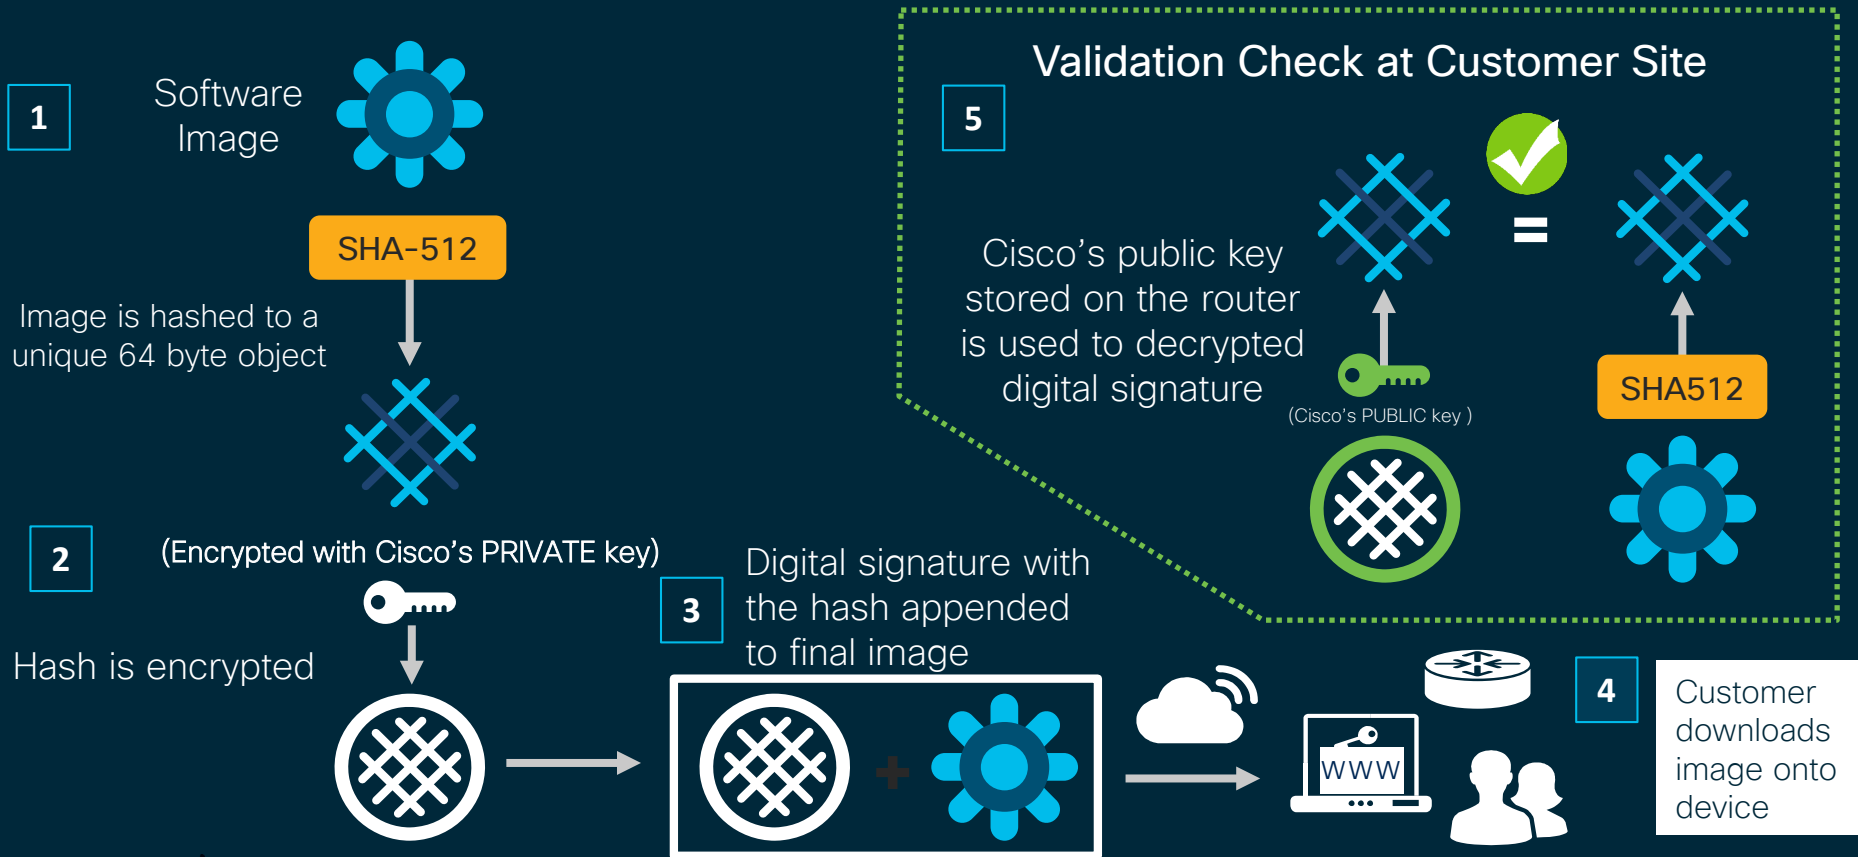 1
Software
Image
SHA-512
Image is hashed to a
unique 64 byte object
2
(Encrypted with Cisco's PRIVATE key)
Hash is encrypted
3
Digital signature with
the hash appended
to final image
+
WWW
4
Customer
downloads
image onto
device
Validation Check at Customer Site
5
Cisco's public key
stored on the router
is used to decrypted
digital signature
=
(Cisco's PUBLIC key )
SHA512